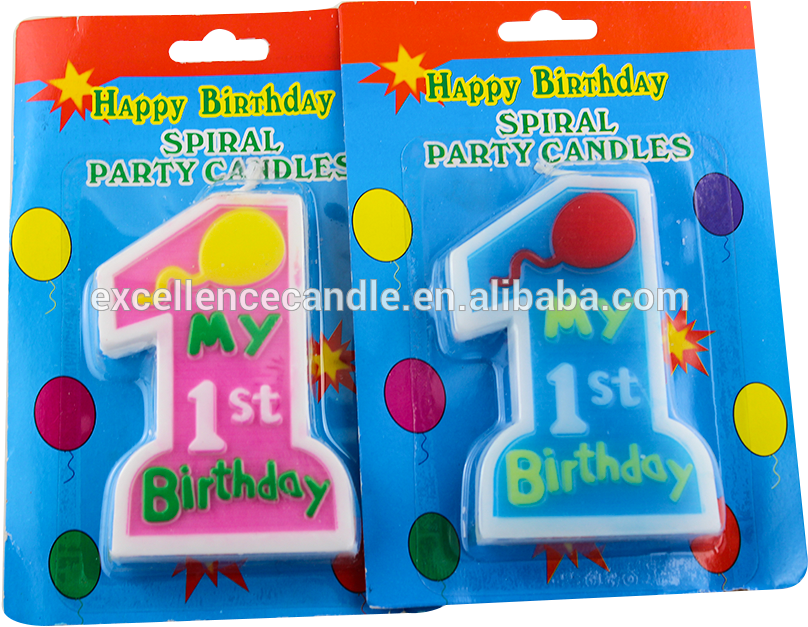 Happy Birthday
SPIRAL
PARTY CANDLES
My
1st
Birthday
Happy Birthday
SPIRAL
PARTY CANDLES
My
1st
Birthday
excellencecandle.en.alibaba.com